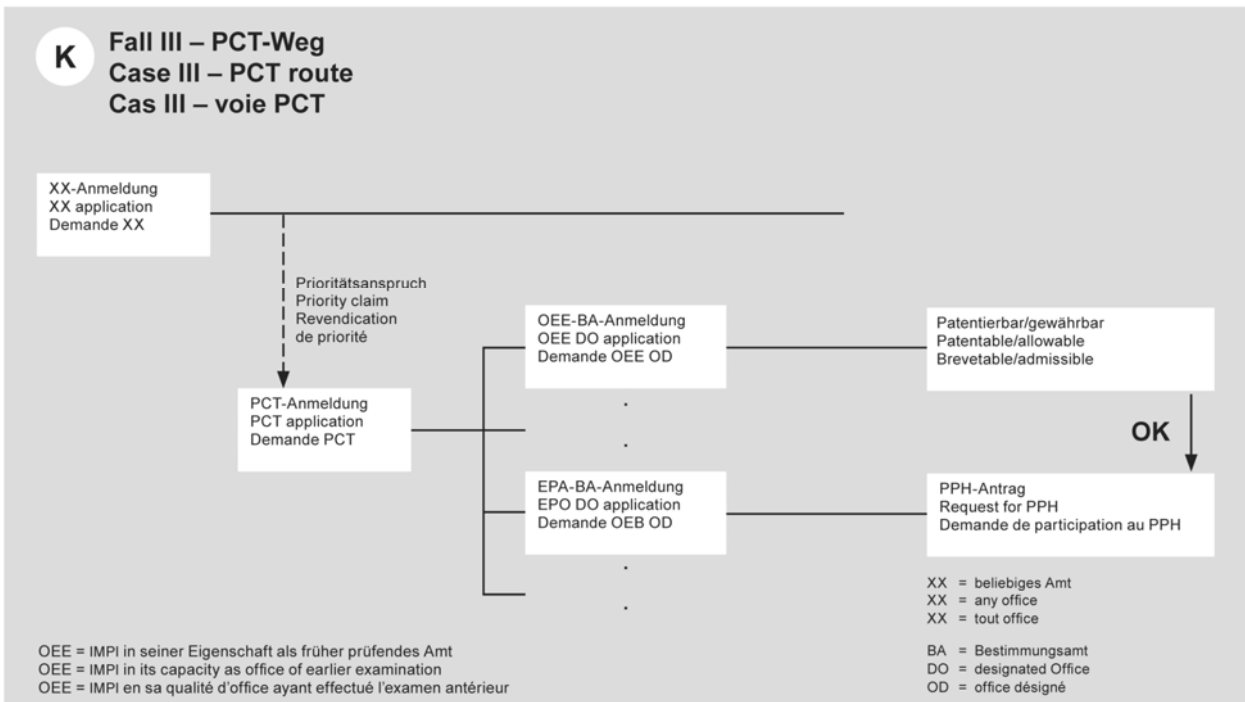 K
Fall III – PCT-Weg
Case III – PCT route
Cas III – voie PCT
XX-Anmeldung
XX application
Demande XX
Prioritätsanspruch
Priority claim
Revendication
de priorité
PCT-Anmeldung
PCT application
Demande PCT
OEE-BA-Anmeldung
OEE DO application
Demande OEE OD
EPA-BA-Anmeldung
EPO DO application
Demande OEB OD
Patentierbar/gewährbar
Patentable/allowable
Brevetable/admissible
OK
PPH-Antrag
Request for PPH
Demande de participation au PPH
XX = beliebiges Amt
XX = any office
XX = tout office
BA = Bestimmungsamt
DO = designated Office
OD = office désigné
OEE = IMPI in seiner Eigenschaft als früher prüfendes Amt
OEE = IMPI in its capacity as office of earlier examination
OEE = IMPI en sa qualité d'office ayant effectué l'examen antérieur